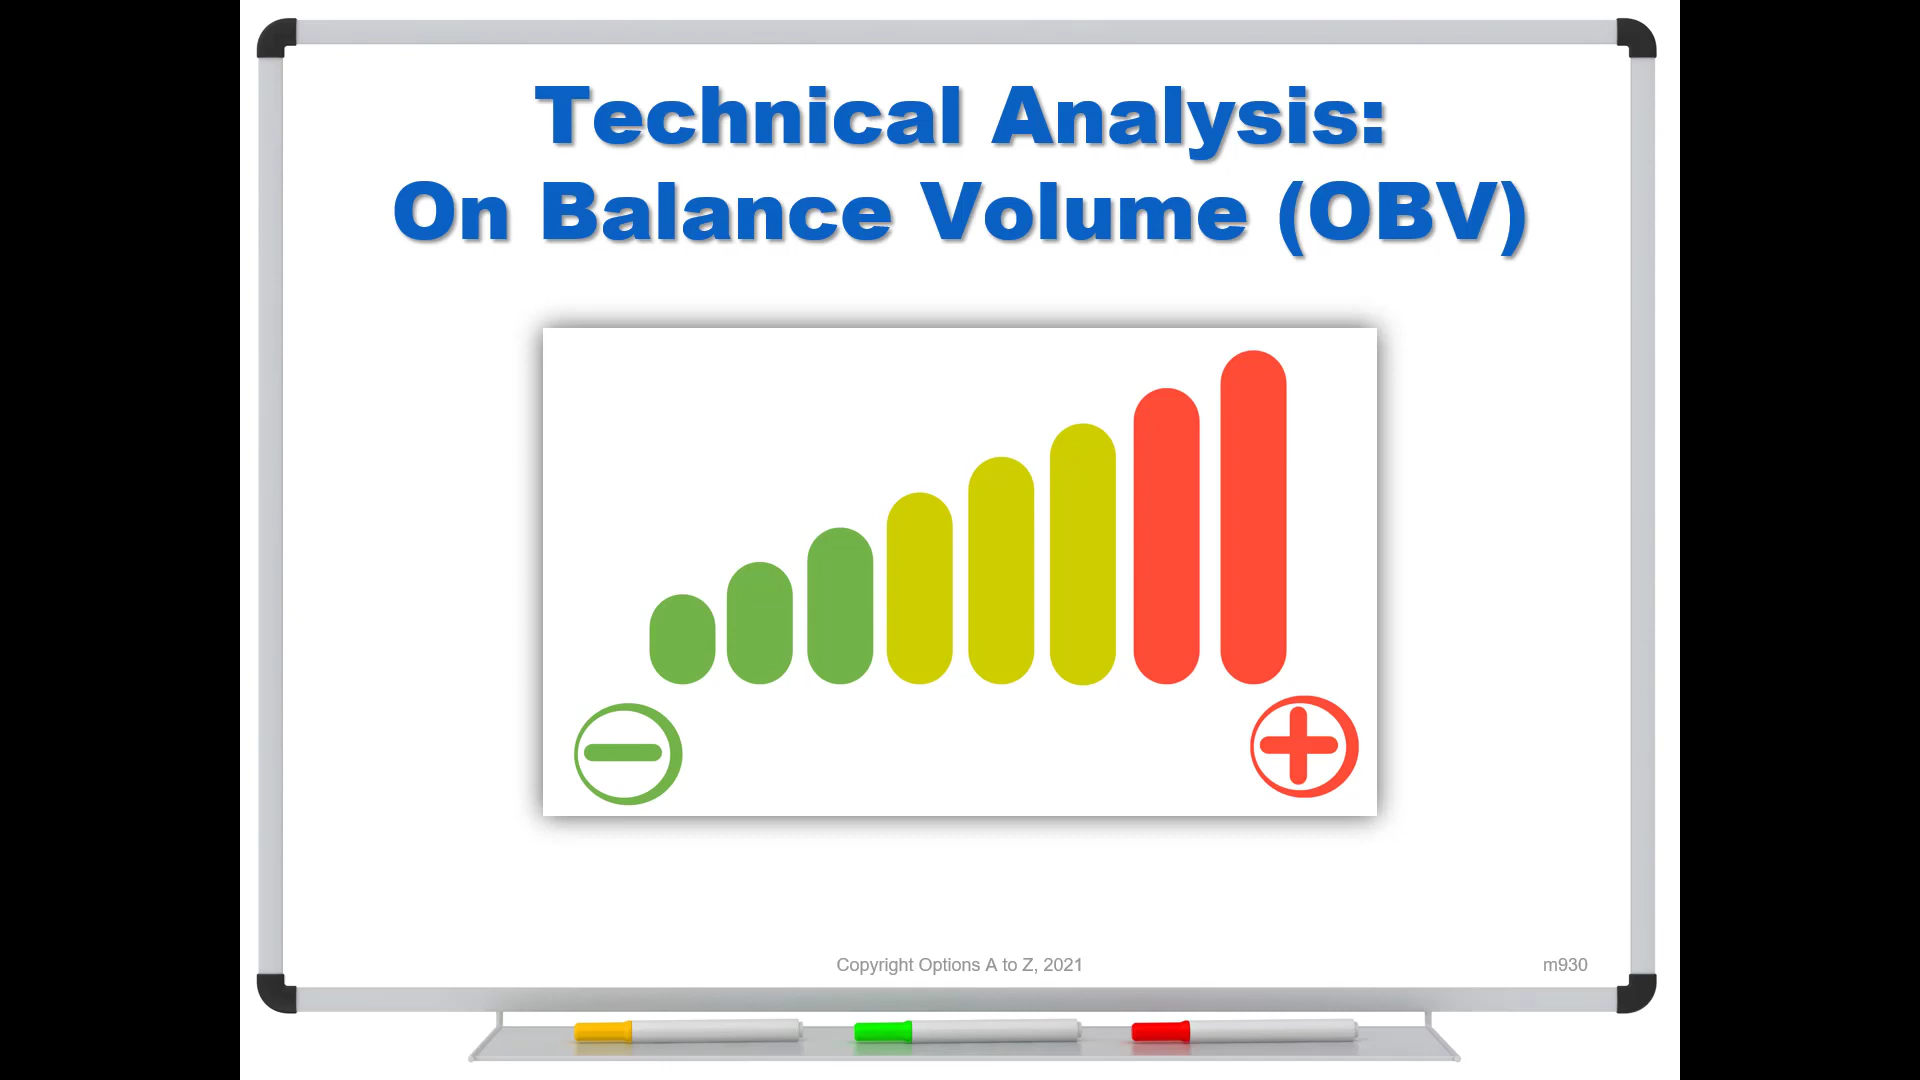 Technical Analysis:
On Balance Volume (OBV)
Copyright Options A to Z, 2021
m930